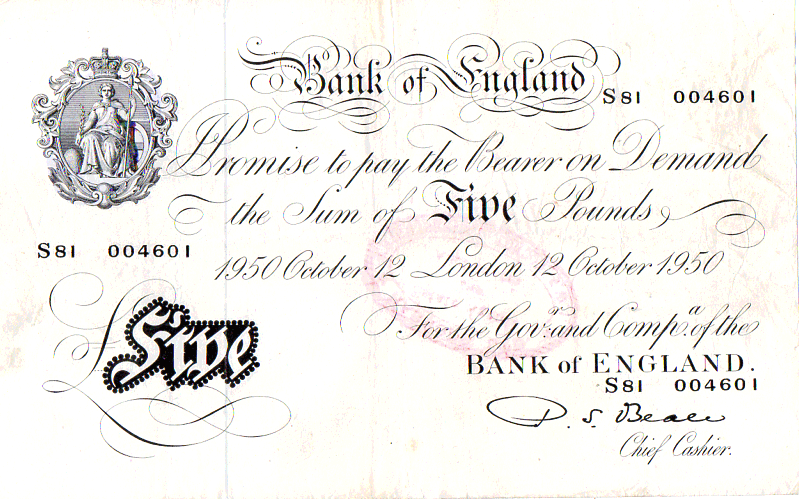 Bank of England
S81 004601
I Promise to pay the Bearer on Demand
the Sum of Five Pounds
S81 004601
1950 October 12 London 12 October 1950
For the Govr. and Compa. of the
BANK of ENGLAND.
£Five
S81 004601
P. S. Beale
Chief Cashier.